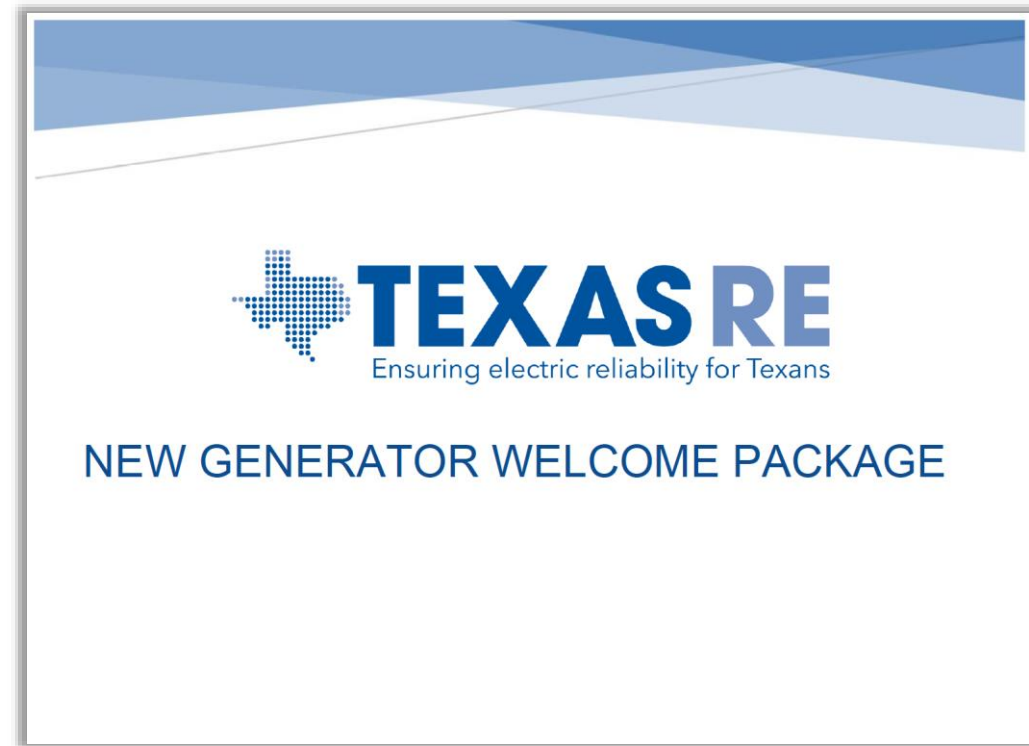 TEXAS RE
Ensuring electric reliability for Texans
NEW GENERATOR WELCOME PACKAGE